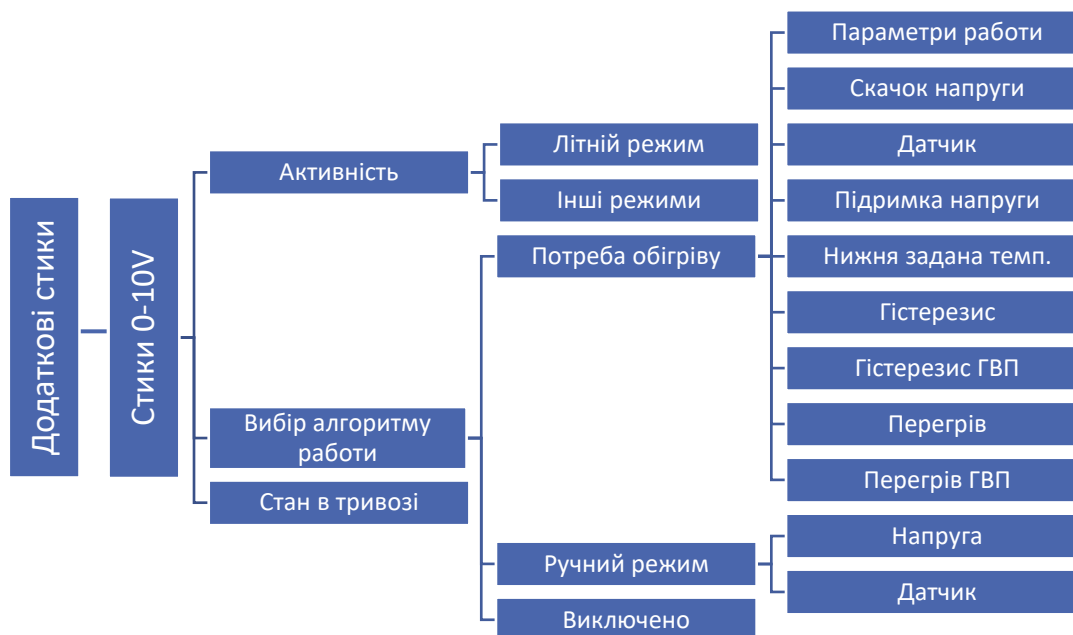 Додаткові стики
Стики 0-10V
Активність
Літній режим
Інші режими
Вибір алгоритму
работи
Потреба обігріву
Параметри работи
Скачок напруги
Датчик
Підримка напруги
Нижня задана темп.
Гістерезис
Гістерезис ГВП
Перегрів
Перегрів ГВП
Ручний режим
Напруга
Датчик
Виключено
Стан в тривозі